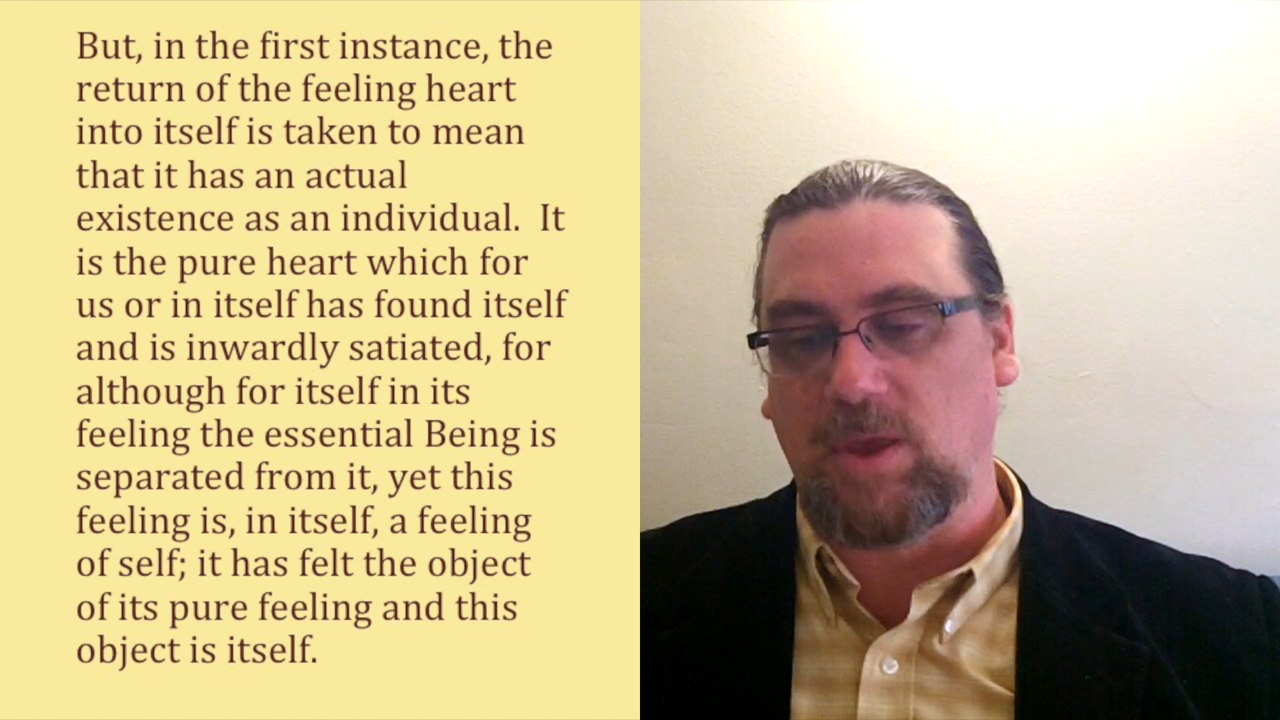 But, in the first instance, the
return of the feeling heart
into itself is taken to mean
that it has an actual
existence as an individual.  It
is the pure heart which for
us or in itself has found itself
and is inwardly satiated, for
although for itself in its
feeling the essential Being is
separated from it, yet this
feeling is, in itself, a feeling
of self; it has felt the object
of its pure feeling and this
object is itself.